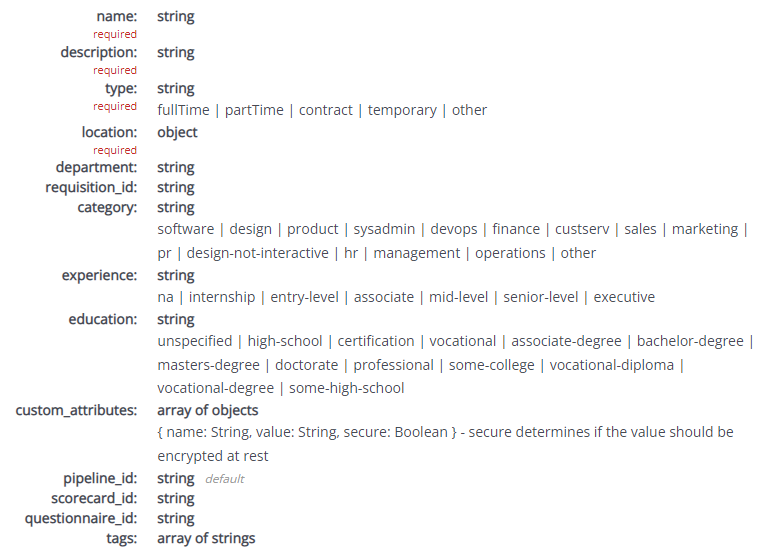 name: string
required
description: string
required
type: string
required fullTime | partTime | contract | temporary | other
location: object
required
department: string
requisition_id: string
category: string
software | design | product | sysadmin | devops | finance | custserv | sales | marketing |
pr | design-not-interactive | hr | management | operations | other
experience: string
na | internship | entry-level | associate | mid-level | senior-level | executive
education: string
unspecified | high-school | certification | vocational | associate-degree | bachelor-degree |
masters-degree | doctorate | professional | some-college | vocational-diploma |
vocational-degree | some-high-school
custom_attributes: array of objects
{ name: String, value: String, secure: Boolean } - secure determines if the value should be
encrypted at rest
pipeline_id: string default
scorecard_id: string
questionnaire_id: string
tags: array of strings